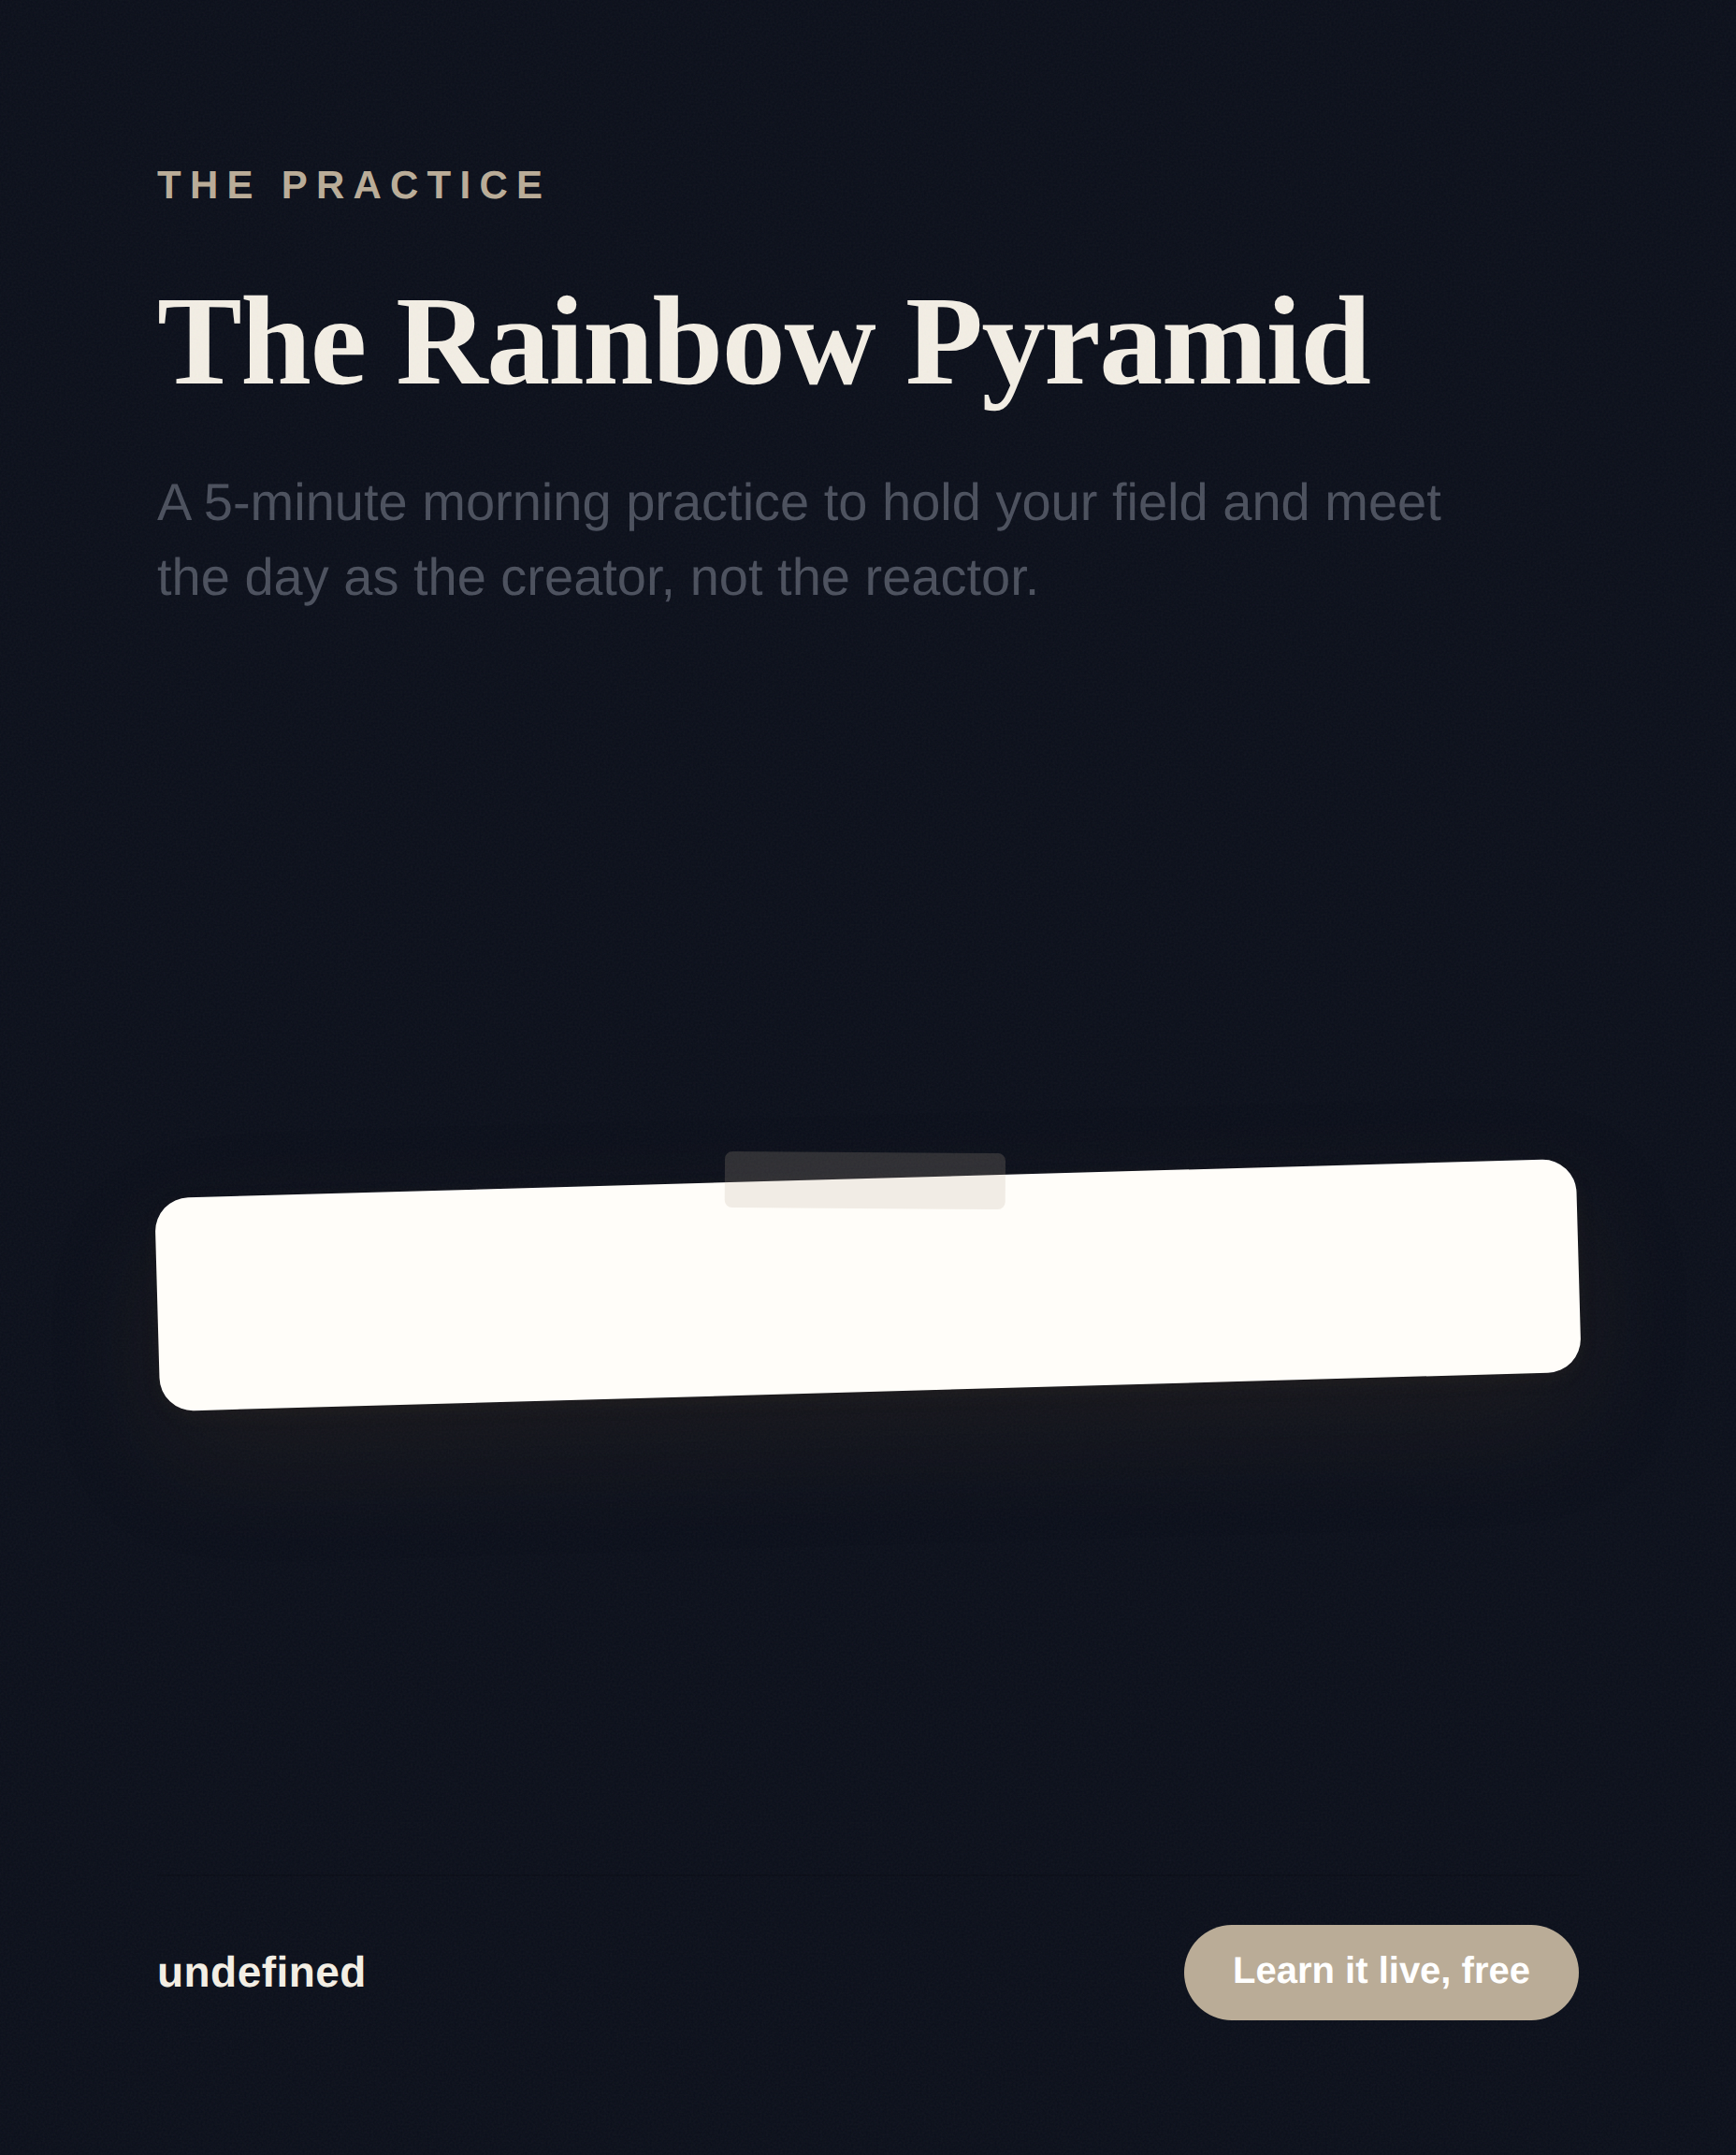 THE PRACTICE
The Rainbow Pyramid
A 5-minute morning practice to hold your field and meet
the day as the creator, not the reactor.
undefined
Learn it live, free